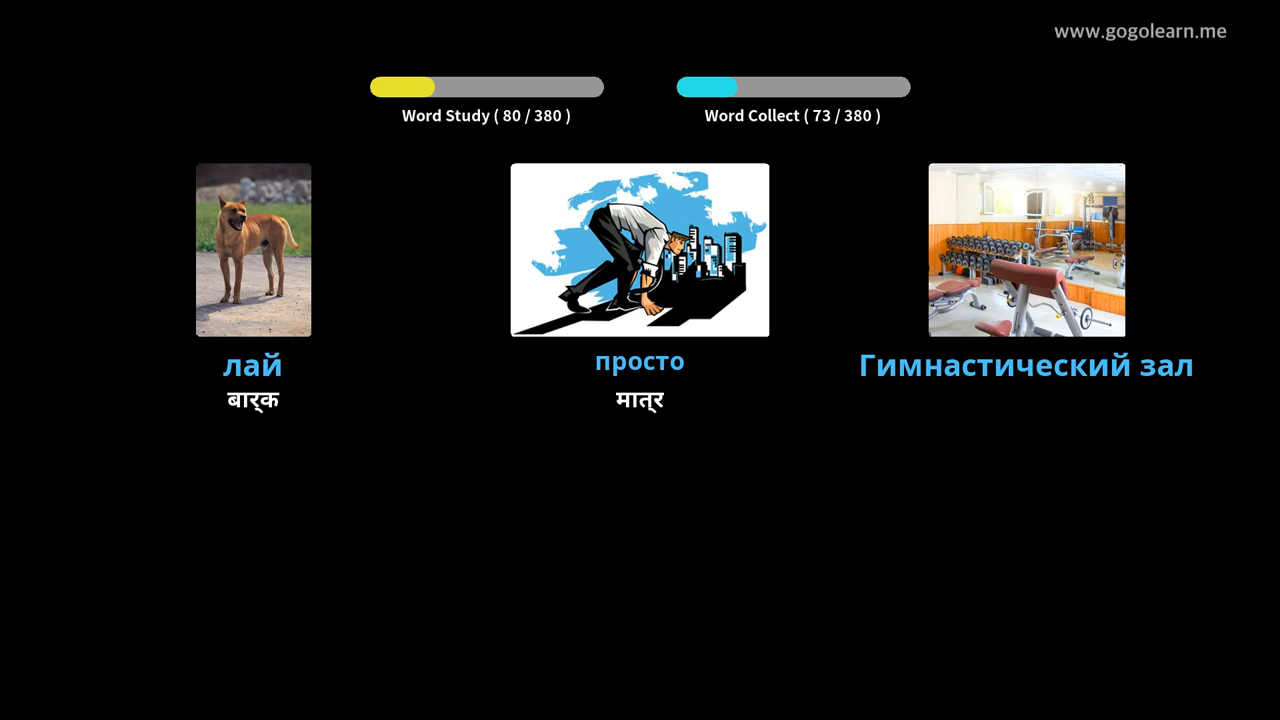 www.gogolearn.me
Word Study ( 80 / 380 )
Word Collect ( 73 / 380 )
лай
बार्‌क
просто
मात्‌र
Гимнастический зал